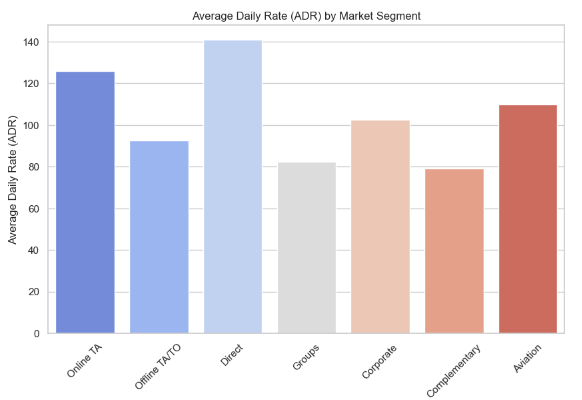 Average Daily Rate (ADR) by Market Segment
Average Daily Rate (ADR)
140
120
100
80
60
40
20
0
Online TA
Offline TA/TO
Direct
Groups
Corporate
Complementary
Aviation